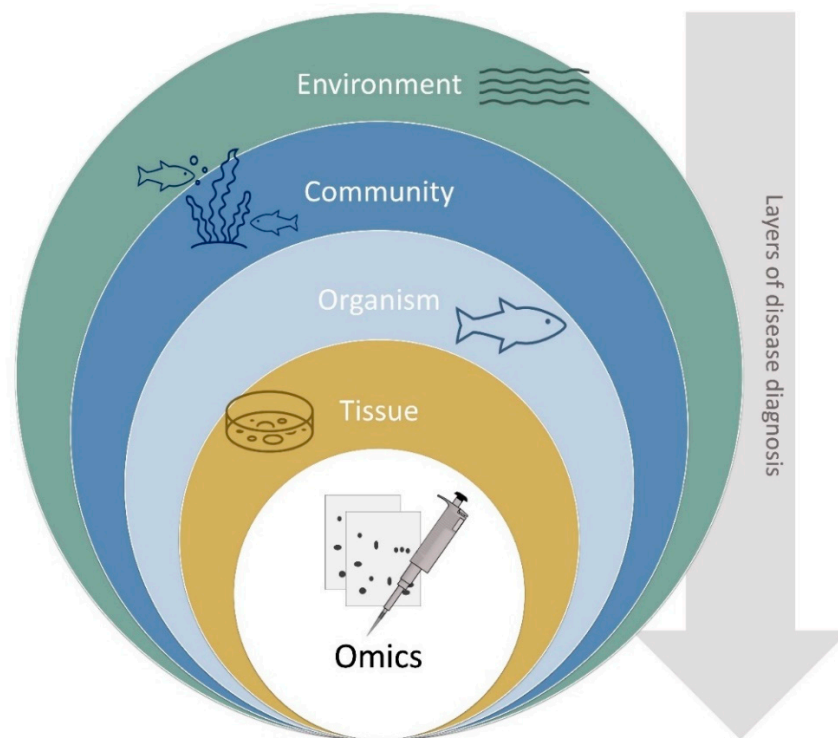 Environment
Community
Organism
Tissue
Omics
Layers of disease diagnosis